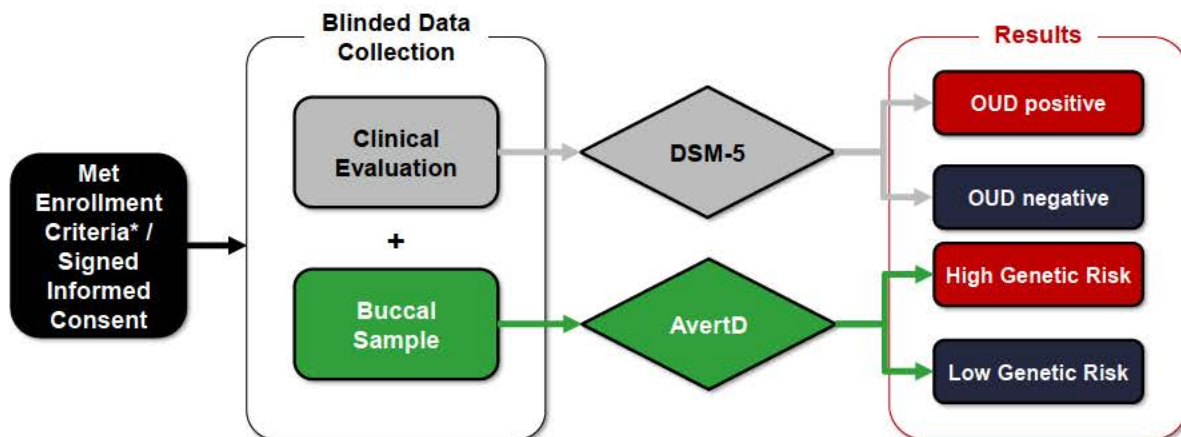 Blinded Data
Collection
Results
Met
Enrollment
Criteria* /
Signed
Informed
Consent
Clinical
Evaluation
+
Buccal
Sample
DSM-5
AvertD
OUD positive
OUD negative
High Genetic Risk
Low Genetic Risk